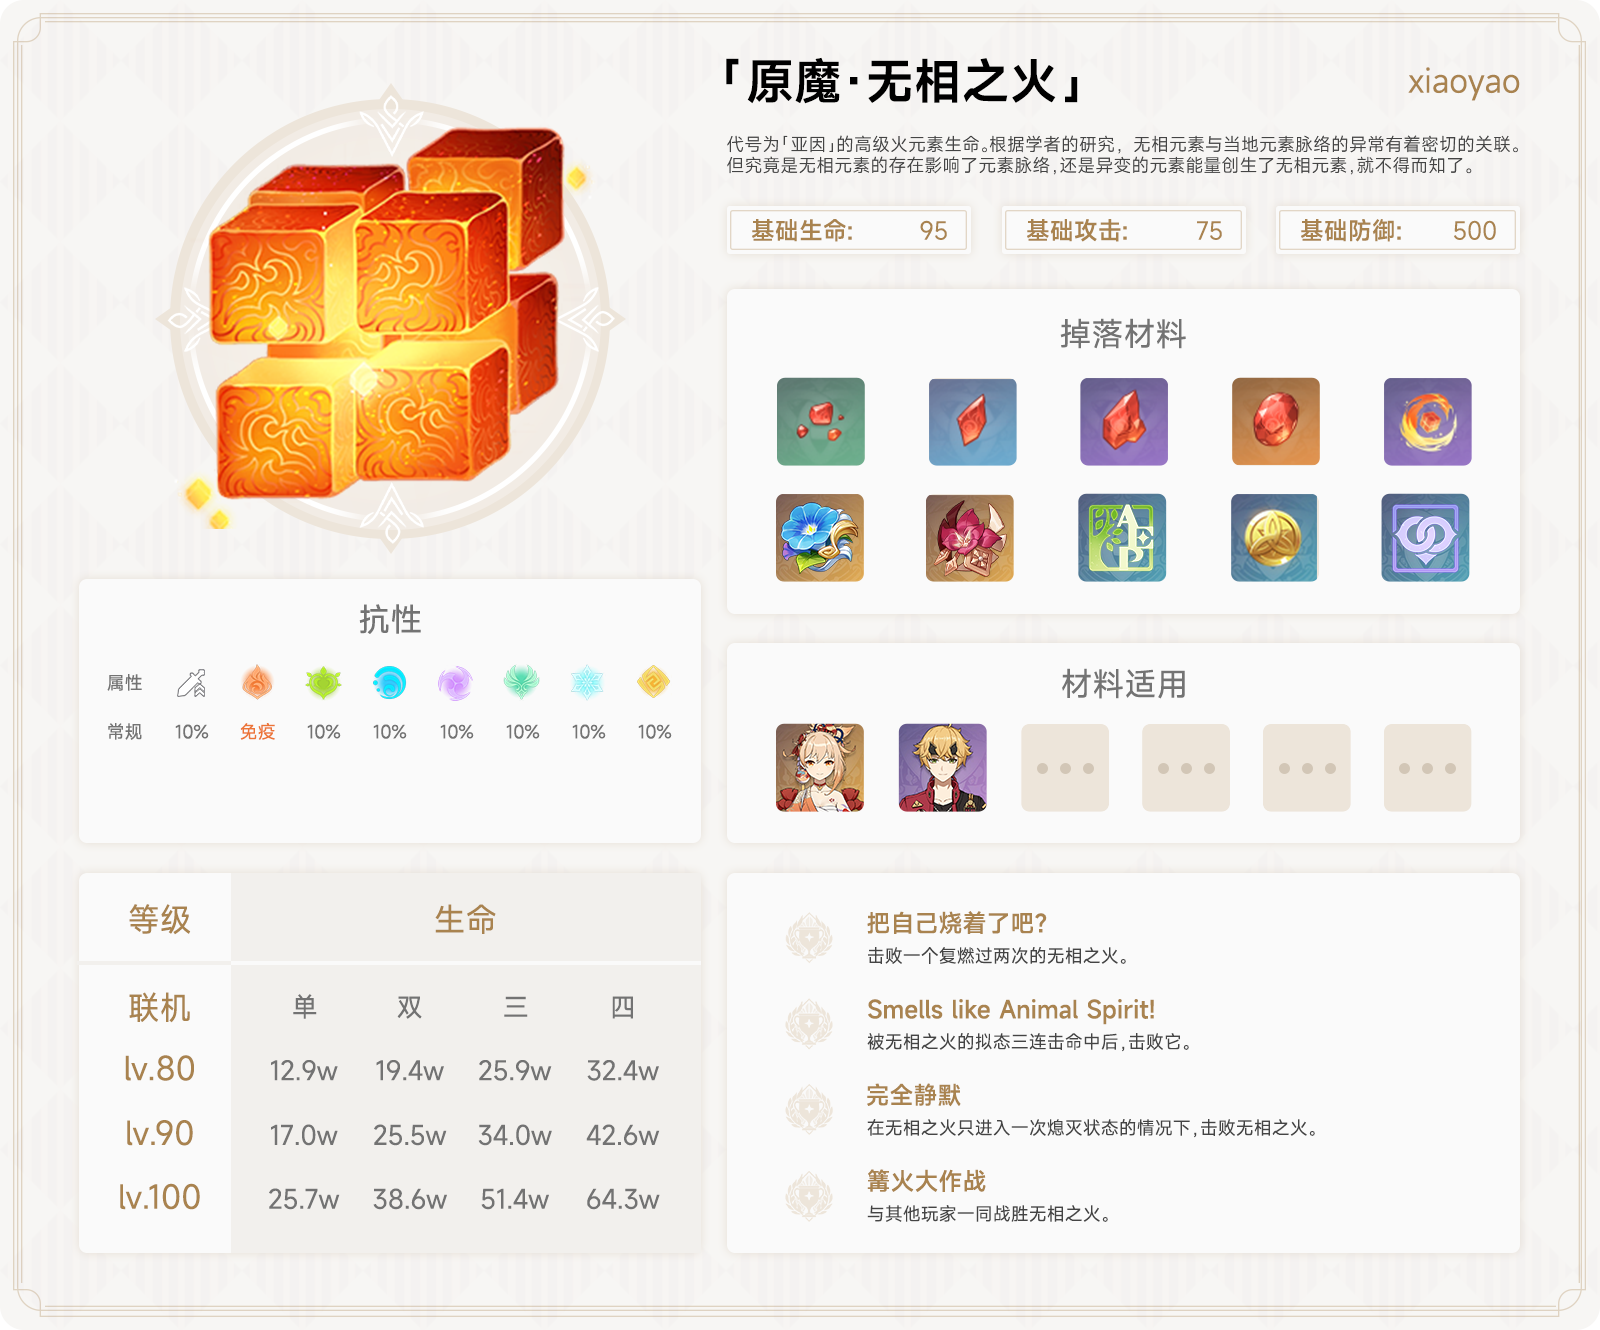 「原魔·无相之火」
xiaoyao
代号为「亚因」的高级火元素生命。根据学者的研究，无相元素与当地元素脉络的异常有着密切的关联。
但究竟是无相元素的存在影响了元素脉络,还是异变的元素能量创生了无相元素,就不得而知了。
基础生命: 95
基础攻击: 75
基础防御: 500
掉落材料
AEP
抗性
属性
常规 10% 免疫 10% 10% 10% 10% 10% 10%
材料适用
等级 生命
联机 单 双 三 四
lv.80 12.9w 19.4w 25.9w 32.4w
lv.90 17.0w 25.5w 34.0w 42.6w
lv.100 25.7w 38.6w 51.4w 64.3w
把自己烧着了吧?
击败一个复燃过两次的无相之火。
Smells like Animal Spirit!
被无相之火的拟态三连击命中后,击败它。
完全静默
在无相之火只进入一次熄灭状态的情况下,击败无相之火。
篝火大作战
与其他玩家一同战胜无相之火。